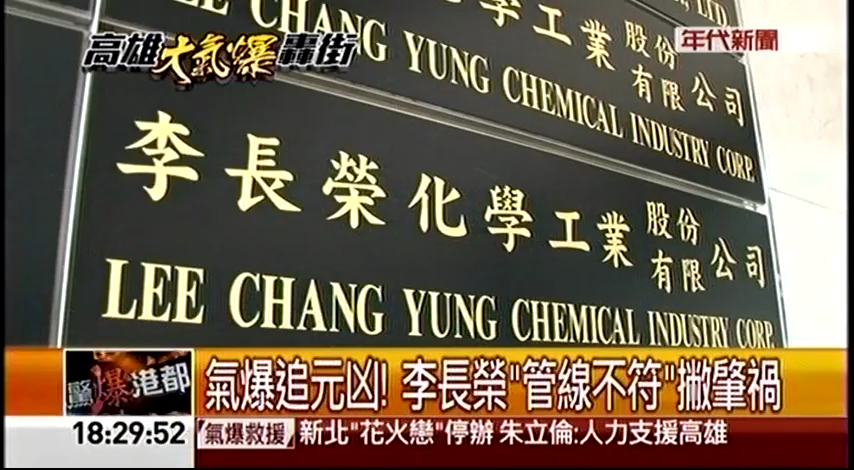 ., LTD.
LEE CHANG YUNG CHEMICAL INDUSTRY CORP.
化學工業股份有限公司
年代新聞
高雄大氣爆轟街
李長榮化學工業股份有限公司
LEE CHANG YUNG CHEMICAL INDUSTRY CORP.
驚爆港都
氣爆追元凶! 李長榮"管線不符"撇肇禍
18:29:52
氣爆救援
新北"花火戀"停辦 朱立倫:人力支援高雄